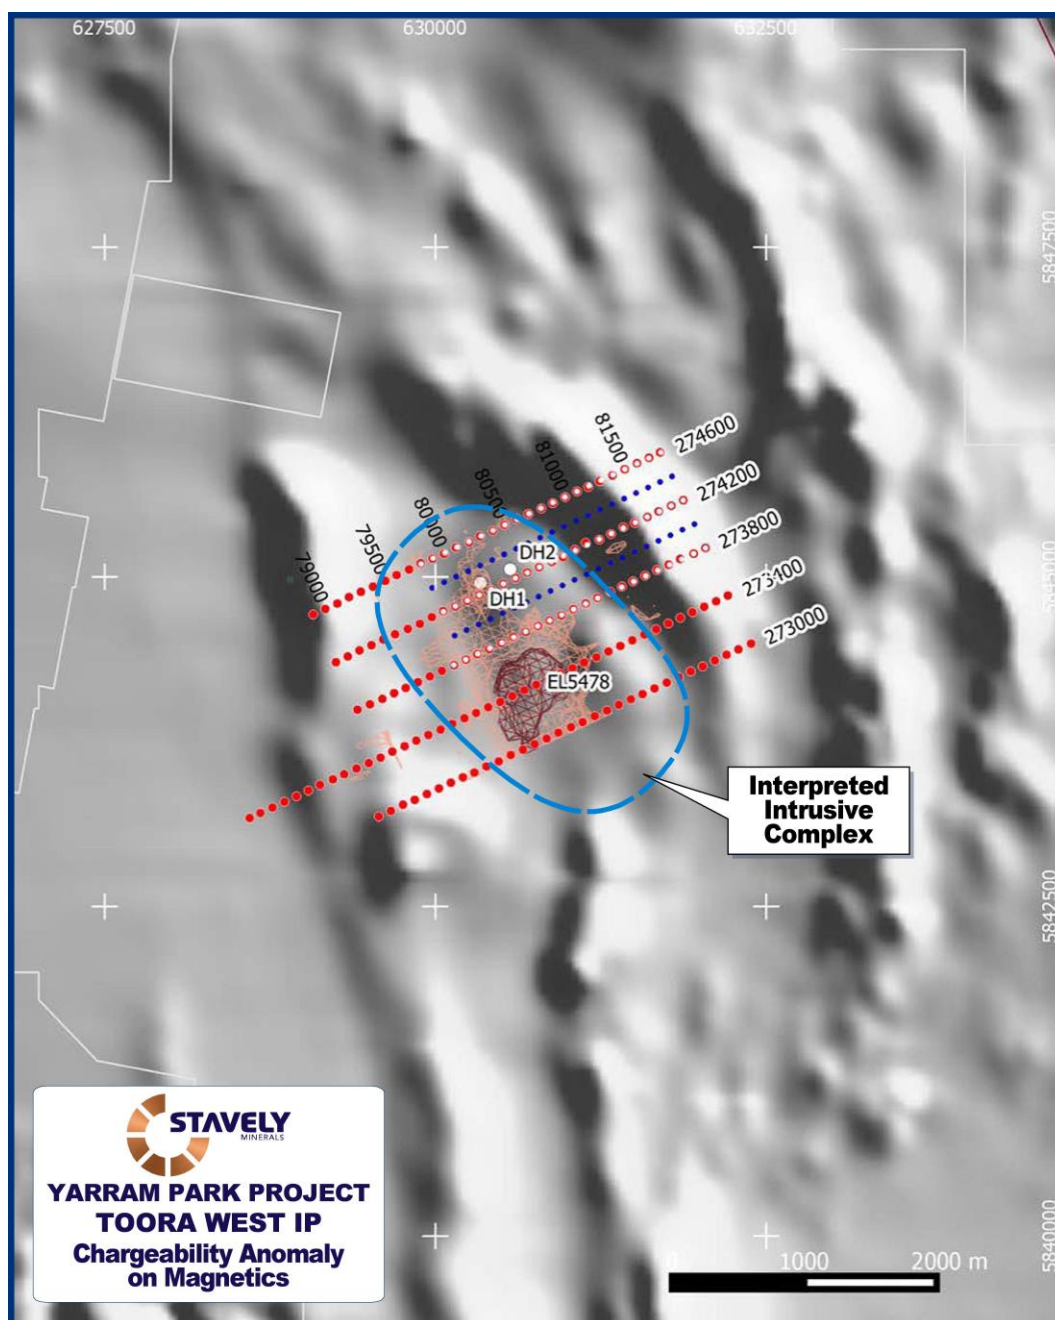 627500
630000
632500
5847500
274600
81500
81000
274200
80500
80000
273800
79500
DH2
79000
DH1
273400
273000
EL5478
Interpreted
Intrusive
Complex
5842500
STAVELY
MINERALS
YARRAM PARK PROJECT
TOORA WEST IP
Chargeability Anomaly
on Magnetics
0 1000 2000 m
5840000